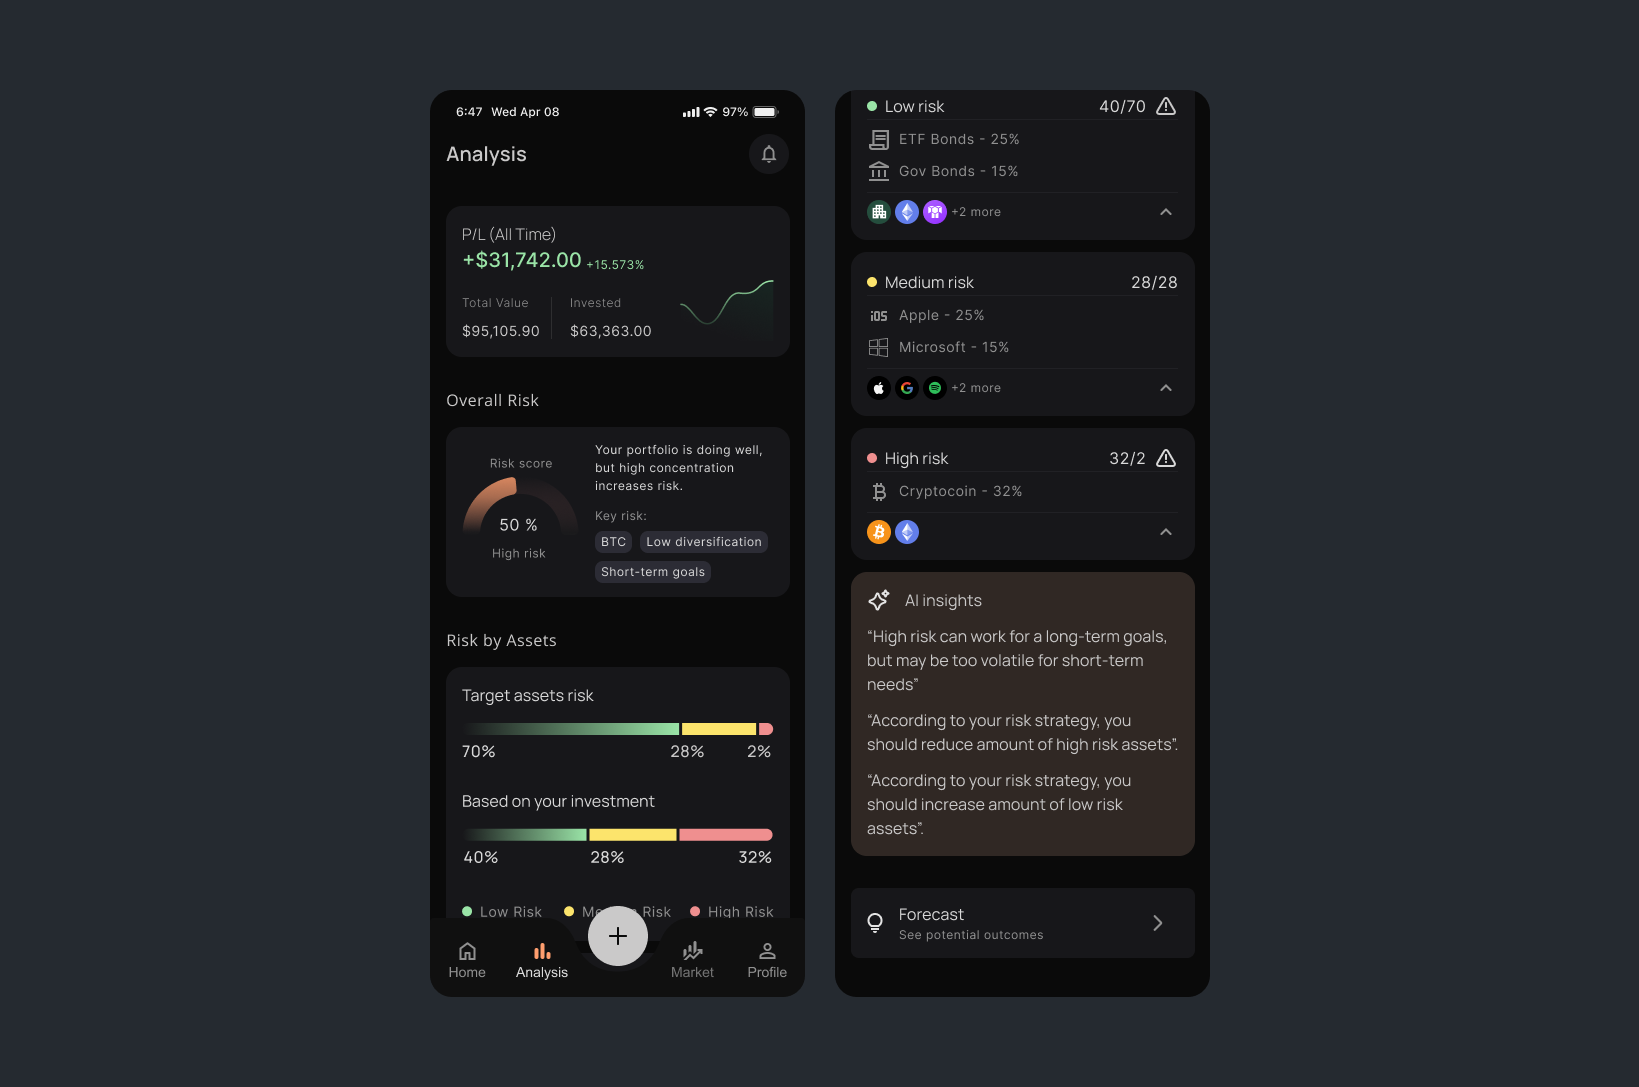 6:47 Wed Apr 08
97%
Analysis
P/L (All Time)
+$31,742.00 +15.573%
Total Value
Invested
$95,105.90
$63,363.00
Overall Risk
Risk score
50 %
High risk
Your portfolio is doing well,
but high concentration
increases risk.
Key risk:
BTC
Low diversification
Short-term goals
Risk by Assets
Target assets risk
70%
28%
2%
Based on your investment
40%
28%
32%
Low Risk
Risk
High Risk
Home
Analysis
Market
Profile
Low risk
40/70
ETF Bonds - 25%
Gov Bonds - 15%
+2 more
Medium risk
28/28
iOS
Apple - 25%
Microsoft - 15%
G
+2 more
High risk
32/2
Cryptocoin - 32%
AI insights
“High risk can work for a long-term goals,
but may be too volatile for short-term
needs”
“According to your risk strategy, you
should reduce amount of high risk assets”.
“According to your risk strategy, you
should increase amount of low risk
assets”.
Forecast
See potential outcomes